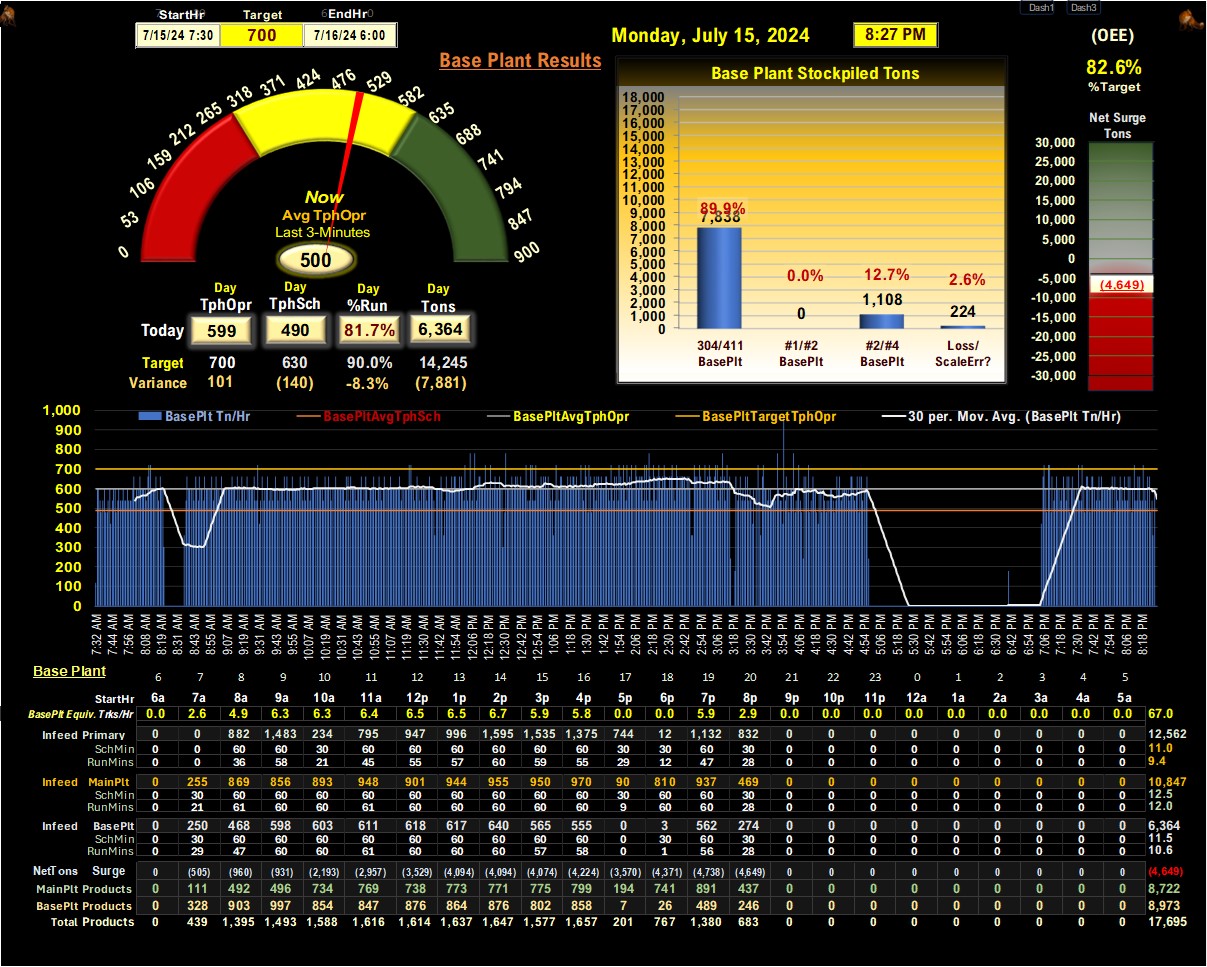 Dash1 Dash3
StartHr Target EndHr
7/15/24 7:30 700 7/16/24 6:00
Monday, July 15, 2024 8:27 PM
(OEE)
82.6%
%Target
Base Plant Results
0 53 106 159 212 265 318 371 424 476 529 582 635 688 741 794 847 900
Now
Avg TphOpr
Last 3-Minutes
500
Day Day Day Day
TphOpr TphSch %Run Tons
Today 599 490 81.7% 6,364
Target 700 630 90.0% 14,245
Variance 101 (140) -8.3% (7,881)
Base Plant Stockpiled Tons
18,000
17,000
16,000
15,000
14,000
13,000
12,000
11,000
10,000
9,000
8,000
7,000
6,000
5,000
4,000
3,000
2,000
1,000
0
89.9% 0.0% 12.7% 2.6%
7,838 0 1,108 224
304/411 #1/#2 #2/#4 Loss/
BasePlt BasePlt BasePlt ScaleErr?
Net Surge
Tons
30,000
25,000
20,000
15,000
10,000
5,000
0
-5,000
-10,000
-15,000
-20,000
-25,000
-30,000
(4,649)
BasePlt Tn/Hr BasePltAvgTphSch BasePltAvgTphOpr BasePltTargetTphOpr 30 per. Mov. Avg. (BasePlt Tn/Hr)
1,000
900
800
700
600
500
400
300
200
100
0
7:32 AM 7:44 AM 7:56 AM 8:08 AM 8:19 AM 8:31 AM 8:43 AM 8:55 AM 9:07 AM 9:19 AM 9:31 AM 9:43 AM 9:55 AM 10:07 AM 10:19 AM 10:31 AM 10:43 AM 10:55 AM 11:07 AM 11:19 AM 11:30 AM 11:42 AM 11:54 AM 12:06 PM 12:18 PM 12:30 PM 12:42 PM 12:54 PM 1:06 PM 1:18 PM 1:30 PM 1:42 PM 1:54 PM 2:06 PM 2:18 PM 2:30 PM 2:42 PM 2:54 PM 3:06 PM 3:18 PM 3:30 PM 3:42 PM 3:54 PM 4:06 PM 4:18 PM 4:30 PM 4:42 PM 4:54 PM 5:06 PM 5:18 PM 5:30 PM 5:42 PM 5:54 PM 6:06 PM 6:18 PM 6:30 PM 6:42 PM 6:54 PM 7:06 PM 7:18 PM 7:30 PM 7:42 PM 7:54 PM 8:06 PM 8:18 PM
Base Plant 6 7 8 9 10 11 12 13 14 15 16 17 18 19 20 21 22 23 0 1 2 3 4 5
StartHr 6a 7a 8a 9a 10a 11a 12p 1p 2p 3p 4p 5p 6p 7p 8p 9p 10p 11p 12a 1a 2a 3a 4a 5a
BasePlt Equiv. Trks/Hr 0.0 2.6 4.9 6.3 6.3 6.4 6.5 6.5 6.7 5.9 5.8 0.0 0.0 5.9 2.9 0.0 0.0 0.0 0.0 0.0 0.0 0.0 0.0 0.0 67.0
Infeed Primary 0 0 882 1,483 234 795 947 996 1,595 1,535 1,375 744 12 1,132 832 0 0 0 0 0 0 0 0 0 12,562
SchMin 0 0 60 60 30 60 60 60 60 60 60 30 30 60 30 0 0 0 0 0 0 0 0 0 11.0
RunMins 0 0 36 58 21 45 55 57 60 59 55 29 12 47 28 0 0 0 0 0 0 0 0 0 9.4
Infeed MainPlt 0 255 869 856 893 948 901 944 955 950 970 90 810 937 469 0 0 0 0 0 0 0 0 0 10,847
SchMin 0 30 60 60 60 60 60 60 60 60 60 30 60 60 30 0 0 0 0 0 0 0 0 0 12.5
RunMins 0 21 61 60 60 61 60 60 60 60 60 9 60 60 28 0 0 0 0 0 0 0 0 0 12.0
Infeed BasePlt 0 250 468 598 603 611 618 617 640 565 555 0 3 562 274 0 0 0 0 0 0 0 0 0 6,364
SchMin 0 30 60 60 60 60 60 60 60 60 60 0 30 60 30 0 0 0 0 0 0 0 0 0 11.5
RunMins 0 29 47 60 60 61 60 60 60 57 58 0 1 56 28 0 0 0 0 0 0 0 0 0 10.6
NetTons Surge 0 (505) (960) (931) (2,193) (2,957) (3,529) (4,094) (4,094) (4,074) (4,224) (3,570) (4,371) (4,738) (4,649) 0 0 0 0 0 0 0 0 0 (4,649)
MainPlt Products 0 111 492 496 734 769 738 773 771 775 799 194 741 891 437 0 0 0 0 0 0 0 0 0 8,722
BasePlt Products 0 328 903 997 854 847 876 864 876 802 858 7 26 489 246 0 0 0 0 0 0 0 0 0 8,973
Total Products 0 439 1,395 1,493 1,588 1,616 1,614 1,637 1,647 1,577 1,657 201 767 1,380 683 0 0 0 0 0 0 0 0 0 17,695